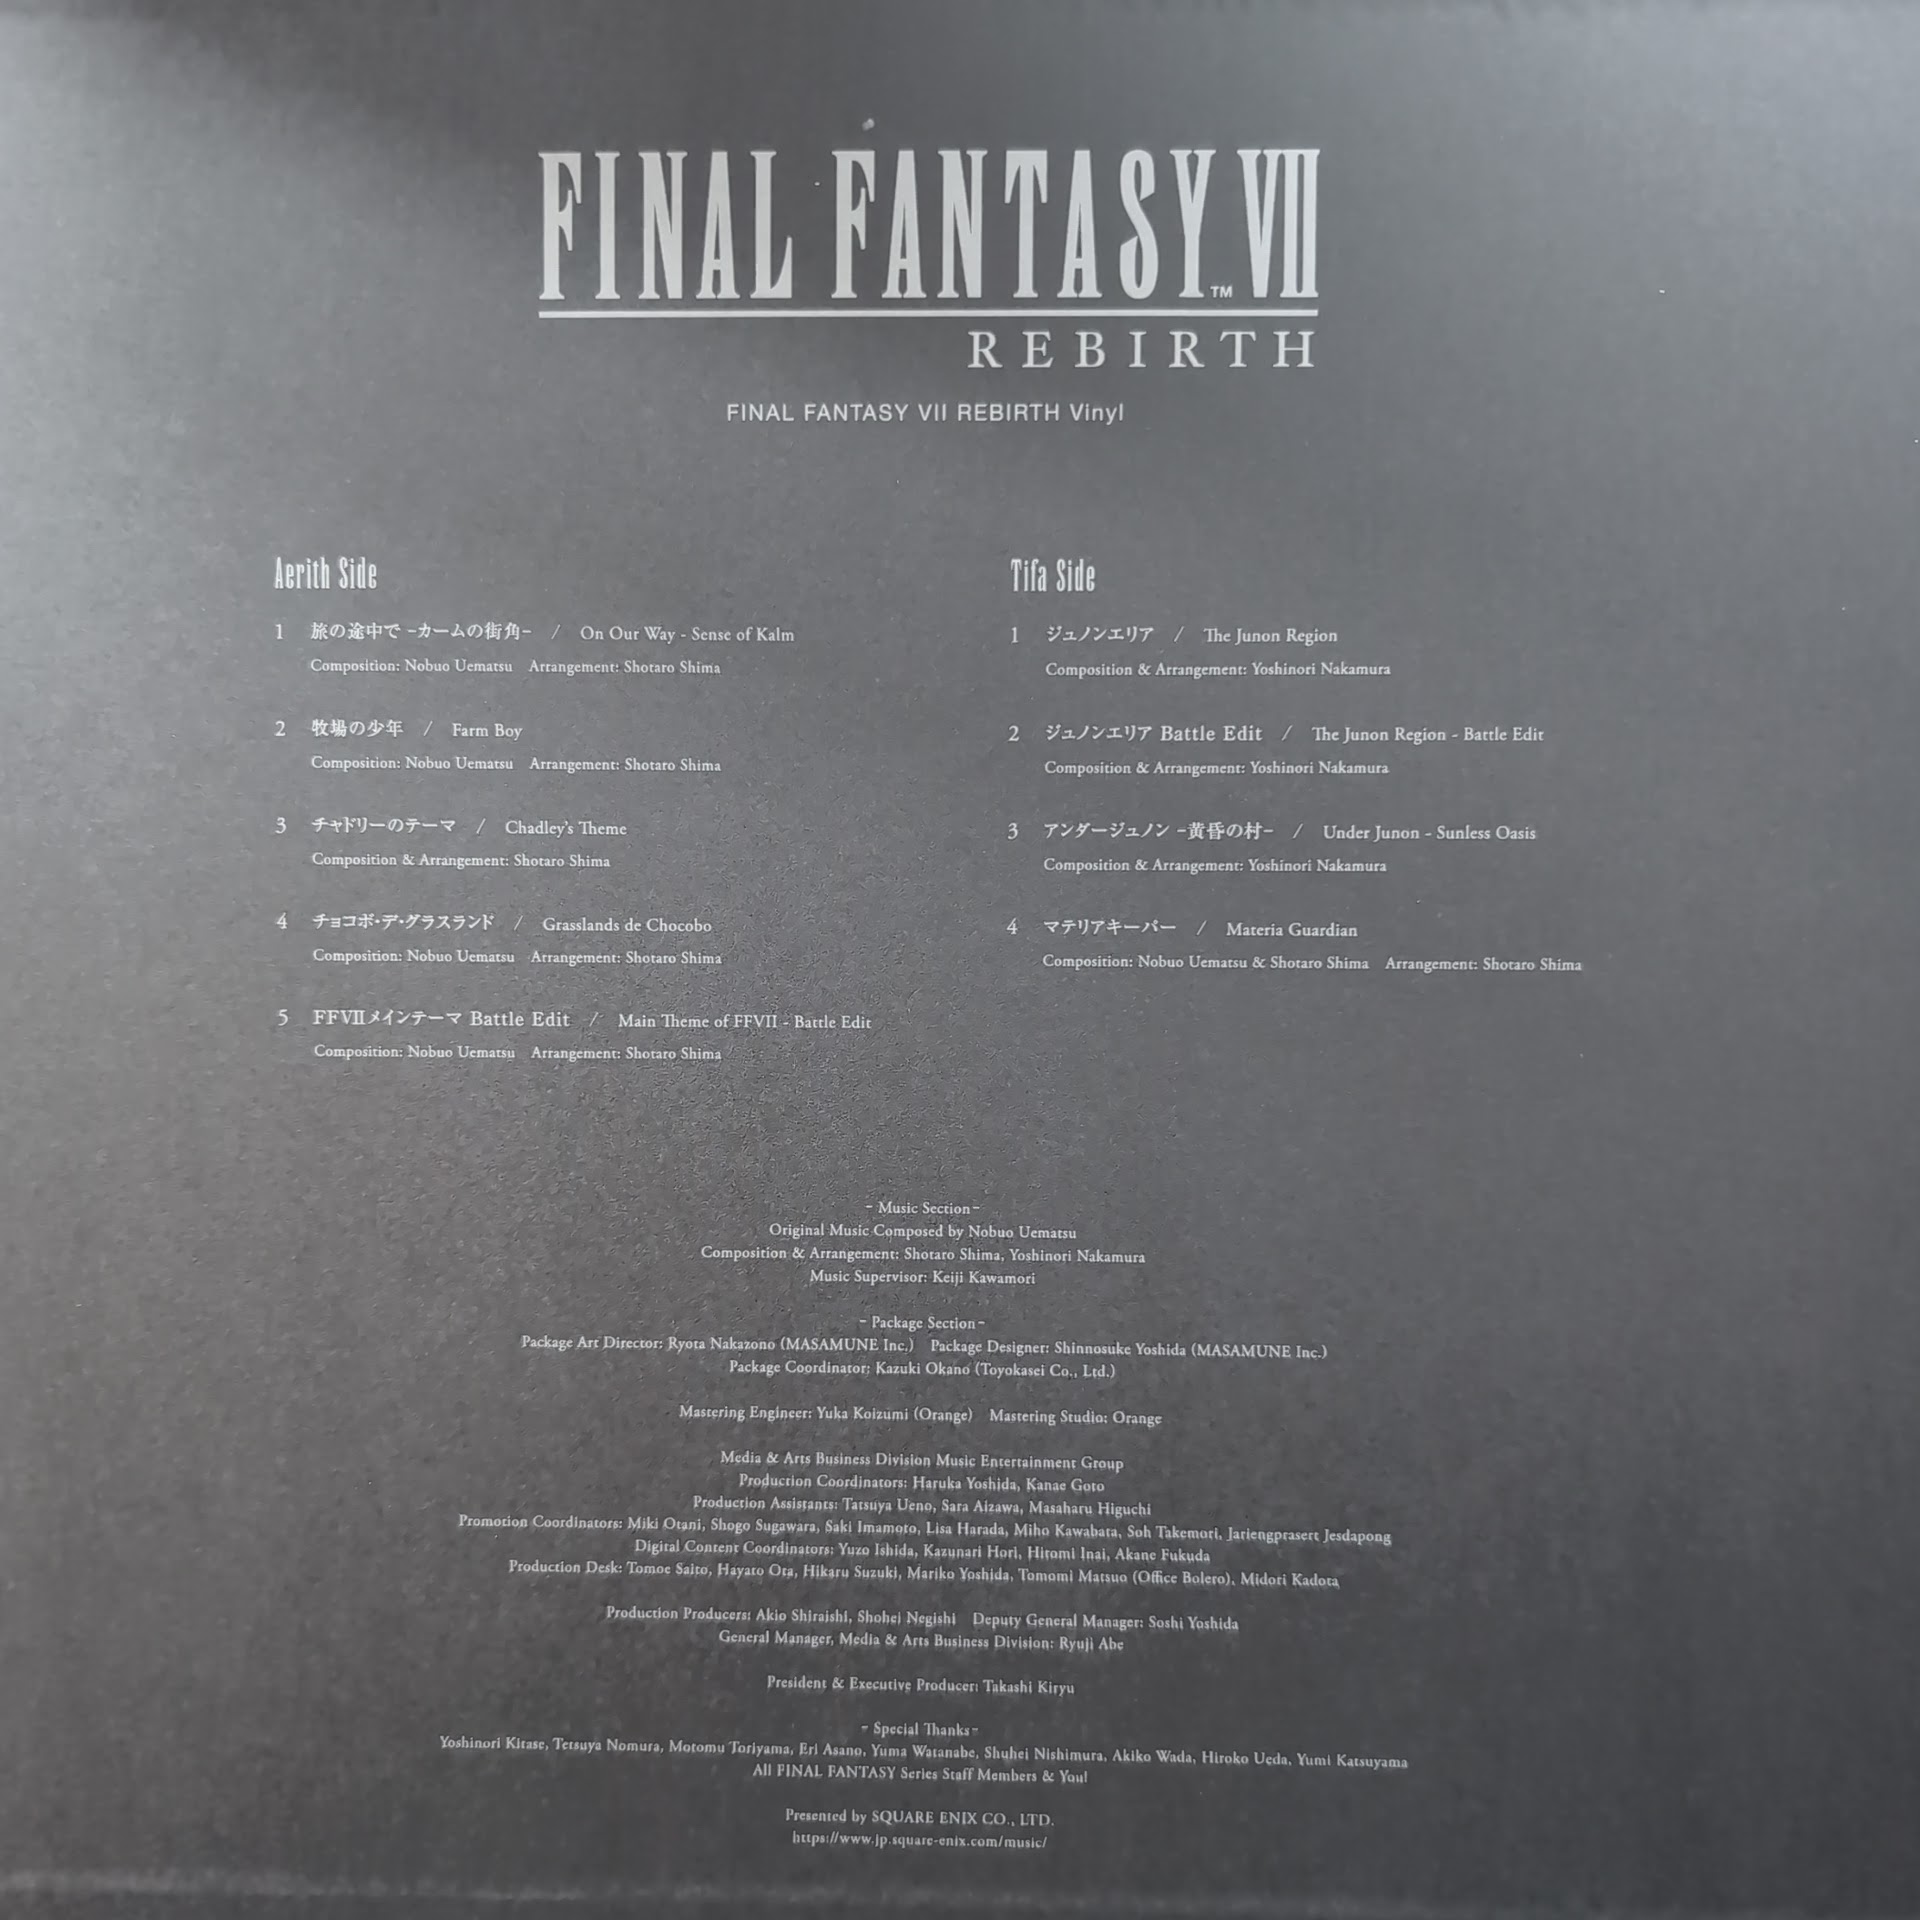 FINAL FANTASY™ VII
REBIRTH
FINAL FANTASY VII REBIRTH Vinyl
Aerith Side
1 旅の途中で -カームの街角- / On Our Way - Sense of Kalm
Composition: Nobuo Uematsu Arrangement: Shotaro Shima
2 牧場の少年 / Farm Boy
Composition: Nobuo Uematsu Arrangement: Shotaro Shima
3 チャドリーのテーマ / Chadley's Theme
Composition & Arrangement: Shotaro Shima
4 チョコボ・デ・グラスランド / Grasslands de Chocobo
Composition: Nobuo Uematsu Arrangement: Shotaro Shima
5 FFVIIメインテーマ Battle Edit / Main Theme of FFVII - Battle Edit
Composition: Nobuo Uematsu Arrangement: Shotaro Shima
Tifa Side
1 ジュノンエリア / The Junon Region
Composition & Arrangement: Yoshinori Nakamura
2 ジュノンエリア Battle Edit / The Junon Region - Battle Edit
Composition & Arrangement: Yoshinori Nakamura
3 アンダージュノン -黄昏の村- / Under Junon - Sunless Oasis
Composition & Arrangement: Yoshinori Nakamura
4 マテリアキーパー / Materia Guardian
Composition: Nobuo Uematsu & Shotaro Shima Arrangement: Shotaro Shima
- Music Section -
Original Music Composed by Nobuo Uematsu
Composition & Arrangement: Shotaro Shima, Yoshinori Nakamura
Music Supervisor: Keiji Kawamori
- Package Section -
Package Art Director: Ryota Nakazono (MASAMUNE Inc.) Package Designer: Shinnosuke Yoshida (MASAMUNE Inc.)
Package Coordinator: Kazuki Okano (Toyokasei Co., Ltd.)
Mastering Engineer: Yuka Koizumi (Orange) Mastering Studio: Orange
Media & Arts Business Division Music Entertainment Group
Production Coordinators: Haruka Yoshida, Kanae Goto
Production Assistants: Tatsuya Ueno, Sara Aizawa, Masaharu Higuchi
Promotion Coordinators: Miki Otani, Shogo Sugawara, Saki Imamoto, Lisa Harada, Miho Kawabata, Soh Takemori, Jariengprasert Jesdapong
Digital Content Coordinators: Yuzo Ishida, Kazunari Hori, Hitomi Inai, Akane Fukuda
Production Desk: Tomoe Saito, Hayato Ota, Hikaru Suzuki, Mariko Yoshida, Tomomi Matsuo (Office Bolero), Midori Kadota
Production Producers: Akio Shiraishi, Shohei Negishi Deputy General Manager: Soshi Yoshida
General Manager, Media & Arts Business Division: Ryuji Abe
President & Executive Producer: Takashi Kiryu
- Special Thanks -
Yoshinori Kitase, Tetsuya Nomura, Motomu Toriyama, Eri Asano, Yuma Watanabe, Shuhei Nishimura, Akiko Wada, Hiroko Ueda, Yumi Katsuyama
All FINAL FANTASY Series Staff Members & You!
Presented by SQUARE ENIX CO., LTD.
https://www.jp.square-enix.com/music/